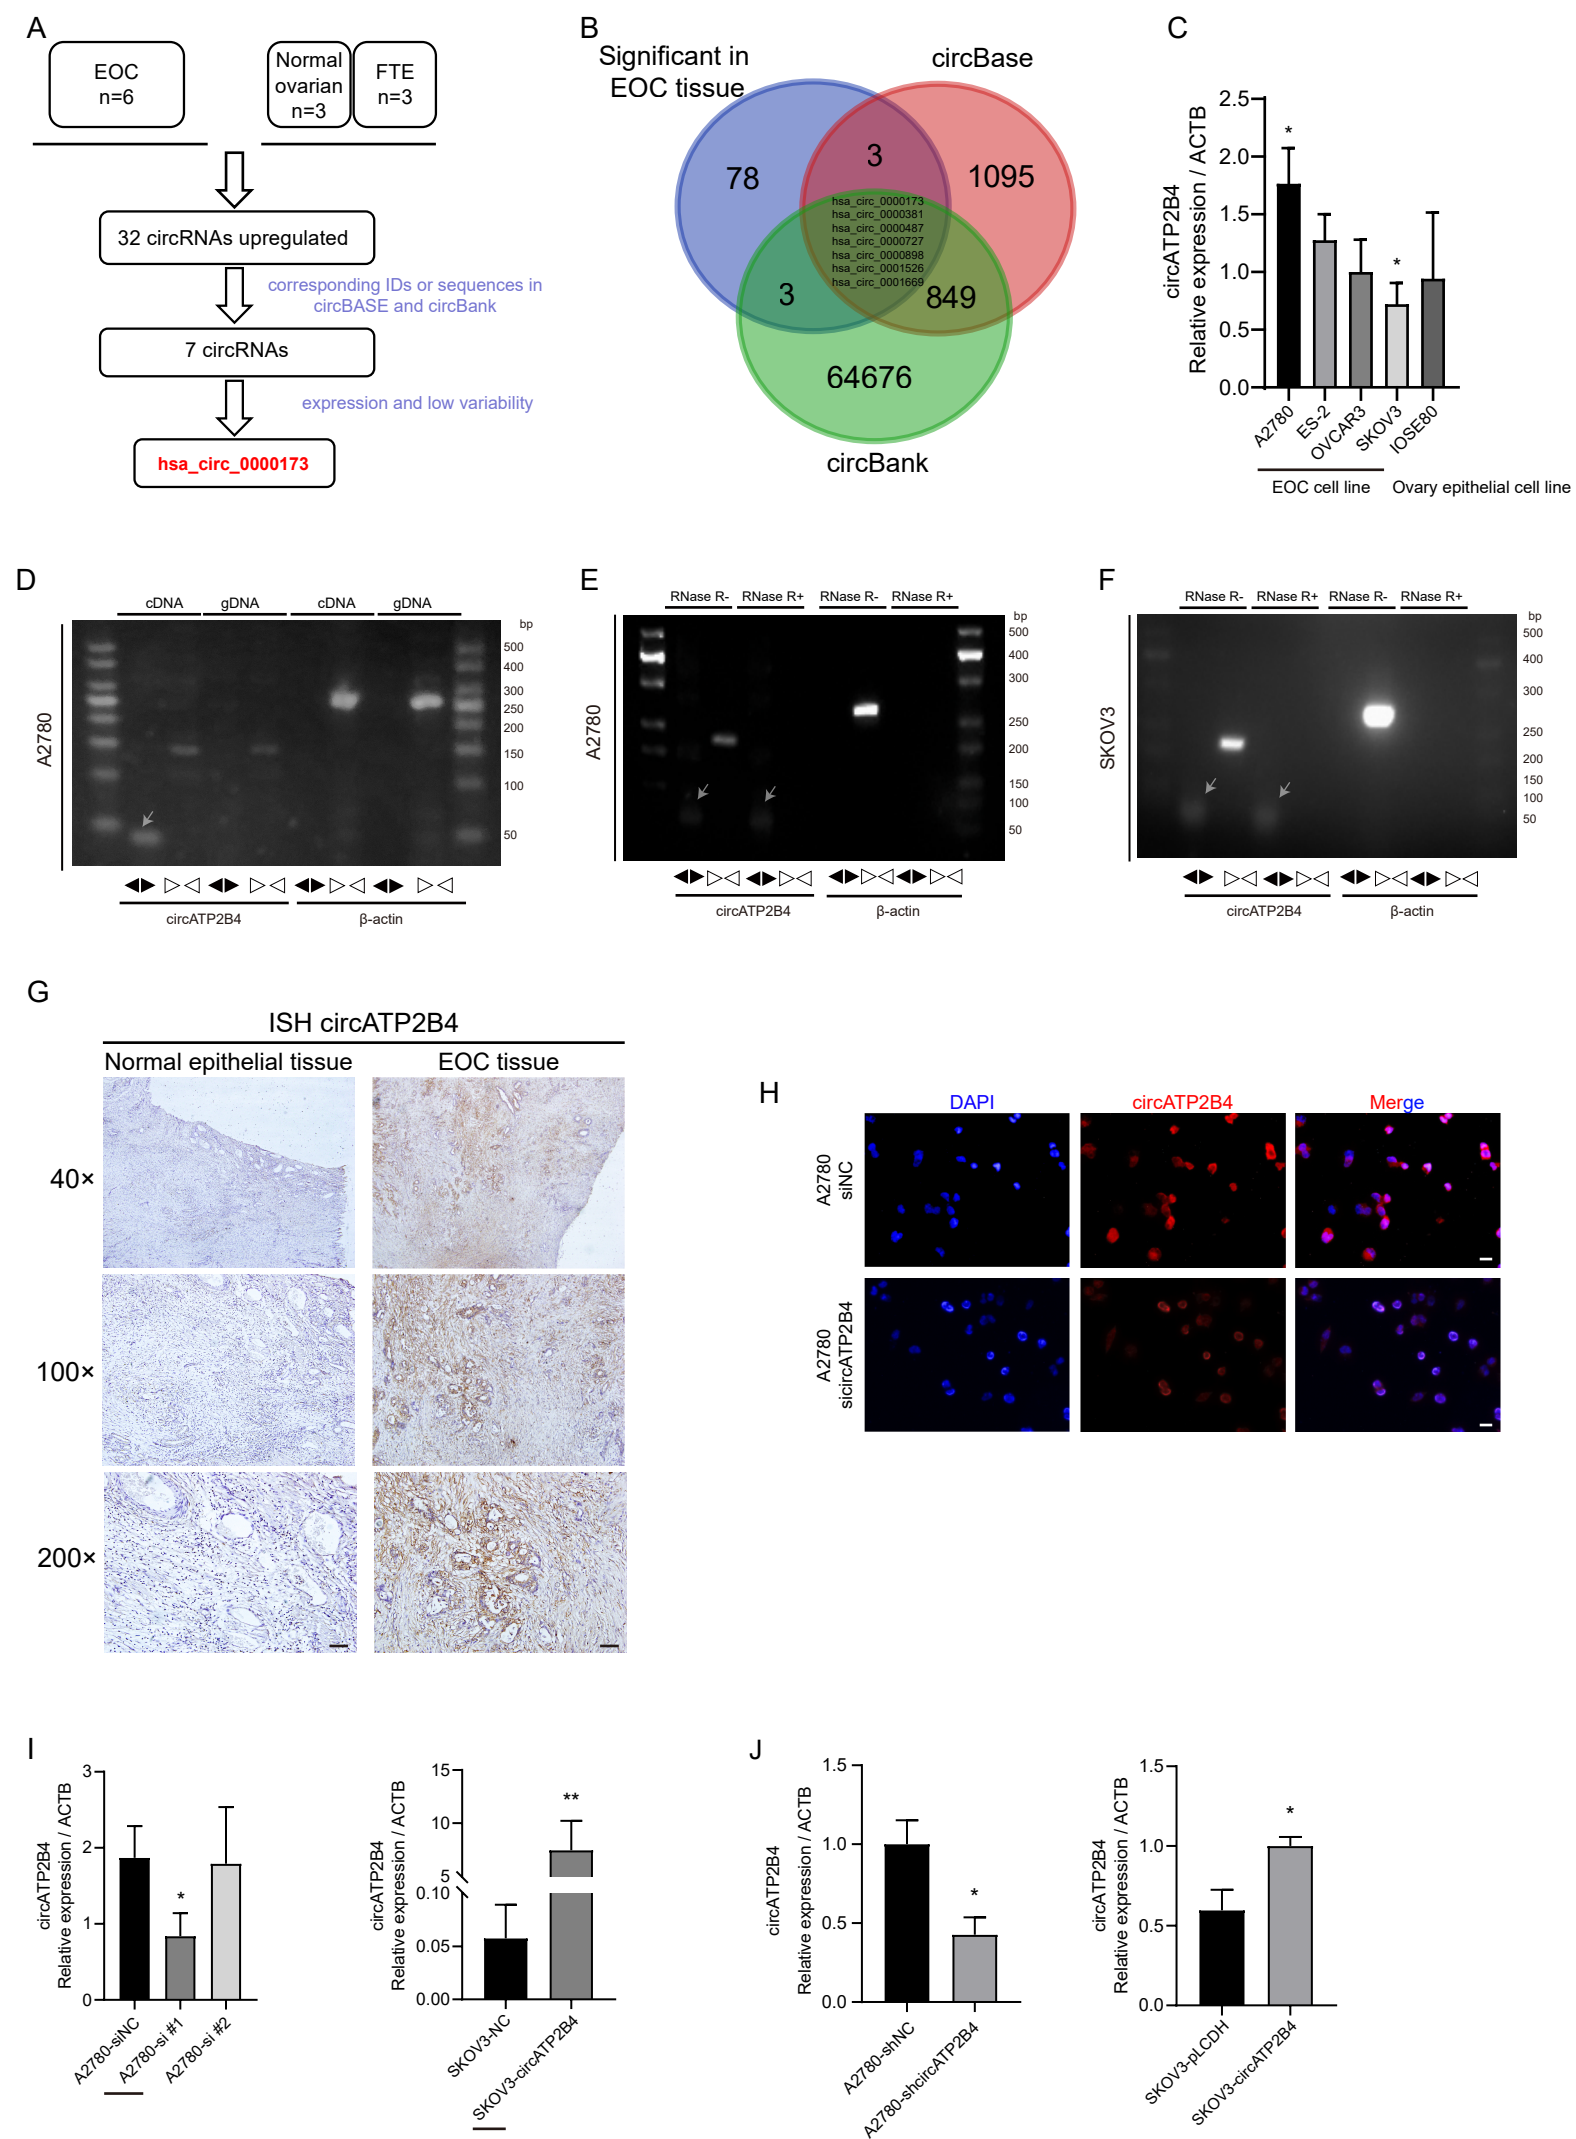 A
EOC
n=6
Normal
ovarian
n=3
FTE
n=3
32 circRNAs upregulated
corresponding IDs or sequences in
circBASE and circBank
7 circRNAs
expression and low variability
hsa_circ_0000173
B
Significant in
EOC tissue
circBase
78
3
1095
hsa_circ_0000173
hsa_circ_0000381
hsa_circ_0000487
hsa_circ_0000727
hsa_circ_0000898
hsa_circ_0001526
hsa_circ_0001669
3
849
64676
circBank
C
circATP2B4
Relative expression / ACTB
2.5
2.0
1.5
1.0
0.5
0.0
*
*
A2780
ES-2
OVCAR3
SKOV3
IOSE80
EOC cell line
Ovary epithelial cell line
D
cDNA gDNA cDNA gDNA
bp
500
400
300
250
200
150
100
50
A2780
circATP2B4
β-actin
E
RNase R- RNase R+ RNase R- RNase R+
bp
500
400
300
250
200
150
100
50
A2780
circATP2B4
β-actin
F
RNase R- RNase R+ RNase R- RNase R+
bp
500
400
300
250
200
150
100
50
SKOV3
circATP2B4
β-actin
G
ISH circATP2B4
Normal epithelial tissue
EOC tissue
40×
100×
200×
H
DAPI
circATP2B4
Merge
A2780
siNC
A2780
sicircATP2B4
I
circATP2B4
Relative expression / ACTB
3
2
1
0
*
A2780-siNC
A2780-si #1
A2780-si #2
circATP2B4
Relative expression / ACTB
15
10
5
0.10
0.05
0.00
**
SKOV3-NC
SKOV3-circATP2B4
J
circATP2B4
Relative expression / ACTB
1.5
1.0
0.5
0.0
*
A2780-shNC
A2780-shcircATP2B4
circATP2B4
Relative expression / ACTB
1.5
1.0
0.5
0.0
*
SKOV3-pLCDH
SKOV3-circATP2B4